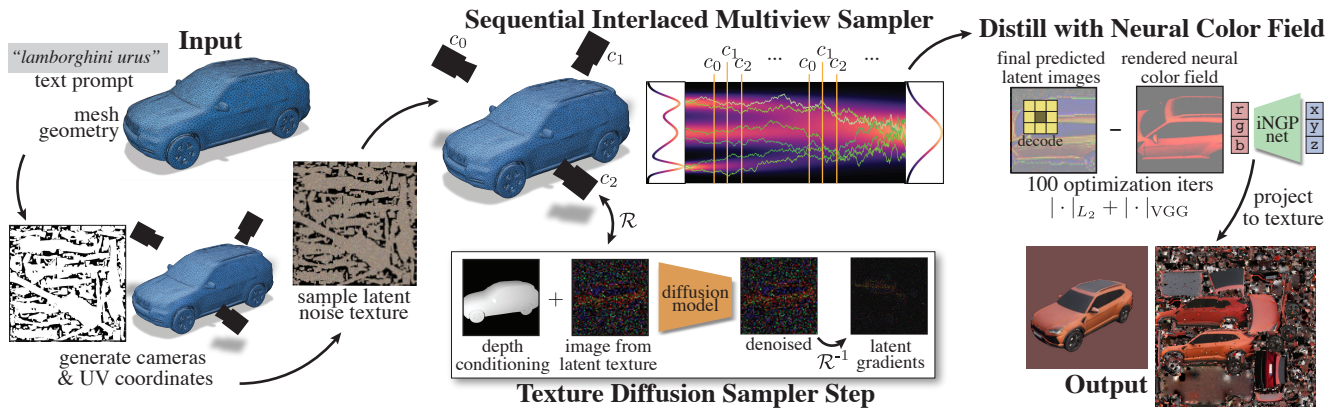 Input
“lamborghini urus”
text prompt
mesh
geometry
generate cameras
& UV coordinates
sample latent
noise texture
Sequential Interlaced Multiview Sampler
c0
c1
c2
R
c0 c1 c2 ... c0 c1 c2 ...
depth
conditioning
+
image from
latent texture
diffusion
model
denoised
R-1
latent
gradients
Texture Diffusion Sampler Step
Distill with Neural Color Field
final predicted
latent images
decode
−
rendered neural
color field
r
g
b
iNGP
net
x
y
z
100 optimization iters
| · |L2 + | · |VGG
project
to texture
Output